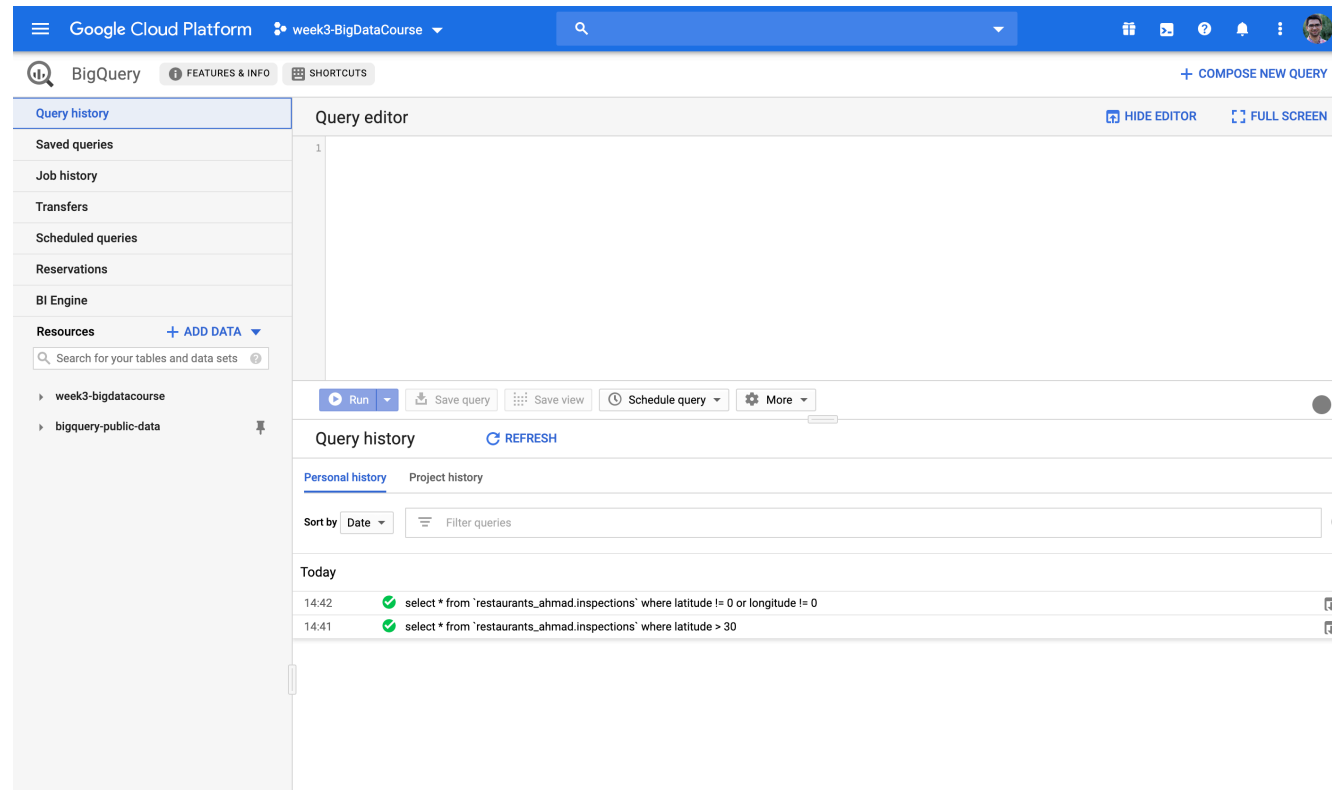 Google Cloud Platform week3-BigDataCourse
BigQuery FEATURES & INFO SHORTCUTS + COMPOSE NEW QUERY
Query history
Saved queries
Job history
Transfers
Scheduled queries
Reservations
BI Engine
Resources + ADD DATA
Search for your tables and data sets
week3-bigdatacourse
bigquery-public-data
Query editor HIDE EDITOR FULL SCREEN
1
Run Save query Save view Schedule query More
Query history REFRESH
Personal history Project history
Sort by Date Filter queries
Today
14:42 select * from `restaurants_ahmad.inspections` where latitude != 0 or longitude != 0
14:41 select * from `restaurants_ahmad.inspections` where latitude > 30